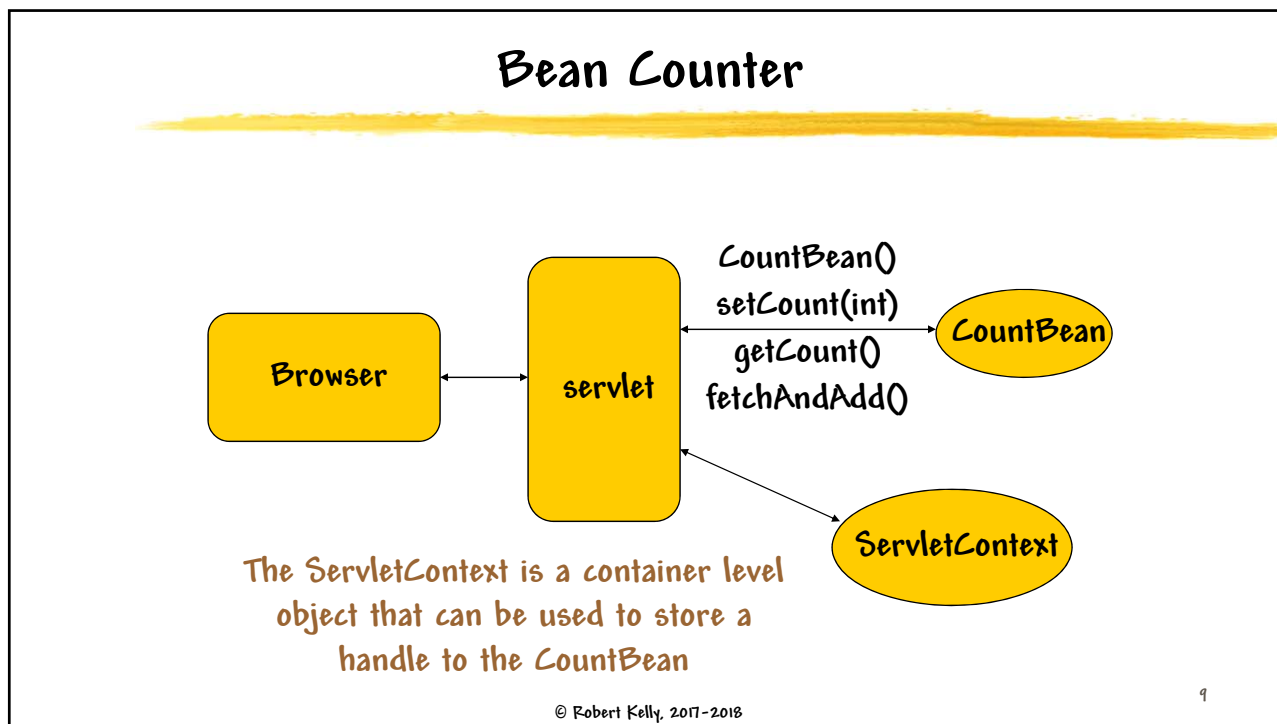 Bean Counter
CountBean()
setCount(int)
getCount()
fetchAndAdd()
CountBean
Browser
servlet
ServletContext
The ServletContext is a container level
object that can be used to store a
handle to the CountBean
© Robert Kelly, 2017-2018
9